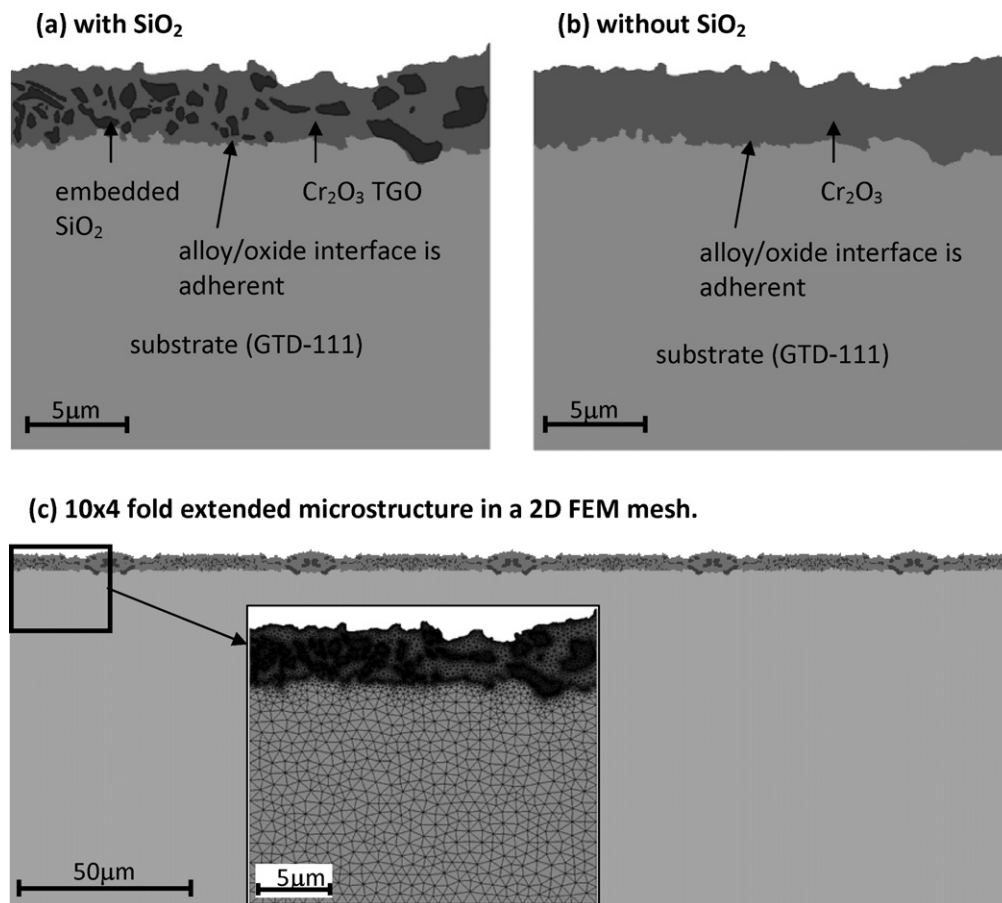 (a) with SiO₂
(b) without SiO₂
embedded
SiO₂
Cr₂O₃ TGO
alloy/oxide interface is
adherent
substrate (GTD-111)
5μm
Cr₂O₃
alloy/oxide interface is
adherent
substrate (GTD-111)
5μm
(c) 10x4 fold extended microstructure in a 2D FEM mesh.
50μm
5μm